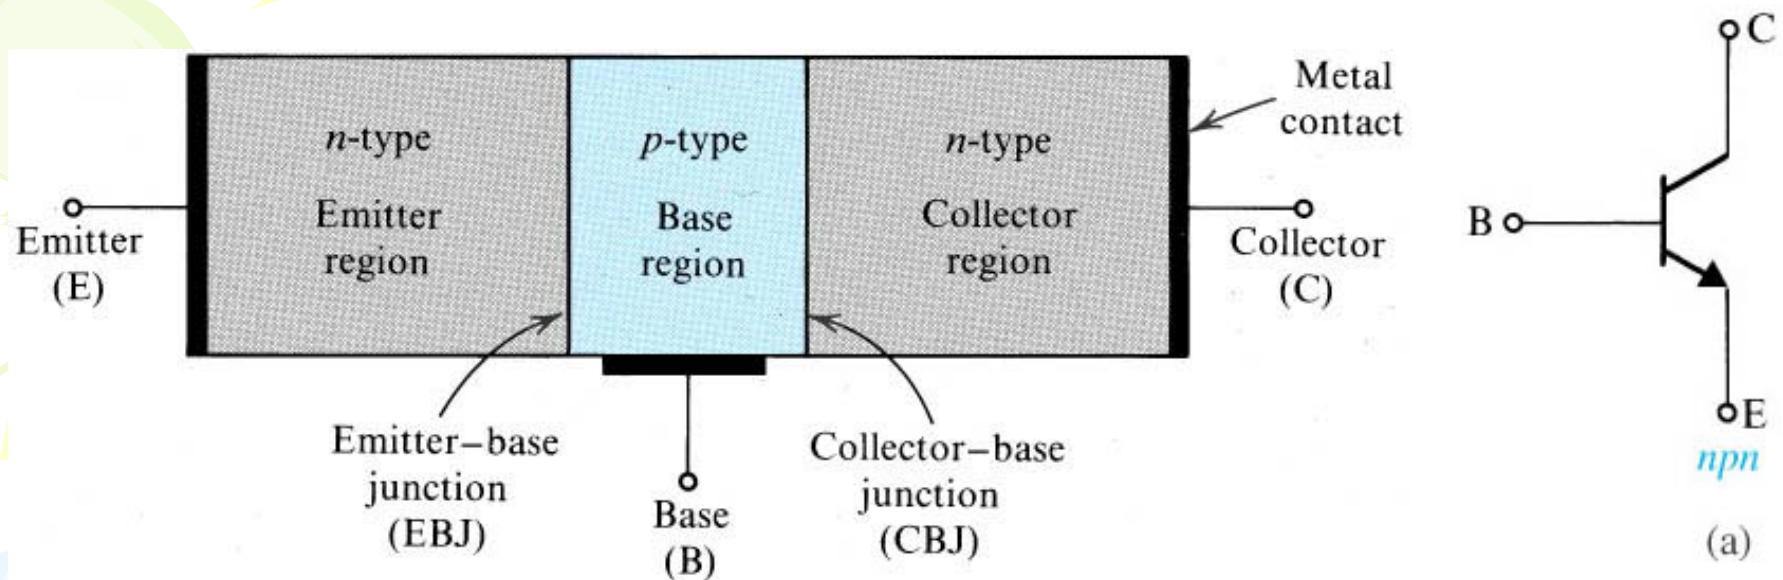 n-type
Emitter
region
p-type
Base
region
n-type
Collector
region
Metal
contact
Emitter
(E)
Collector
(C)
Emitter–base
junction
(EBJ)
Base
(B)
Collector–base
junction
(CBJ)
C
B
E
npn
(a)